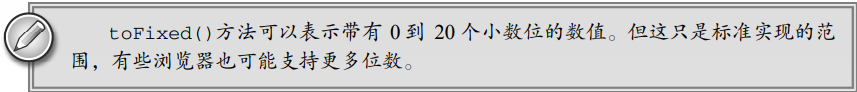 toFixed()方法可以表示带有 0 到 20 个小数位的数值。但这只是标准实现的范
围，有些浏览器也可能支持更多位数。